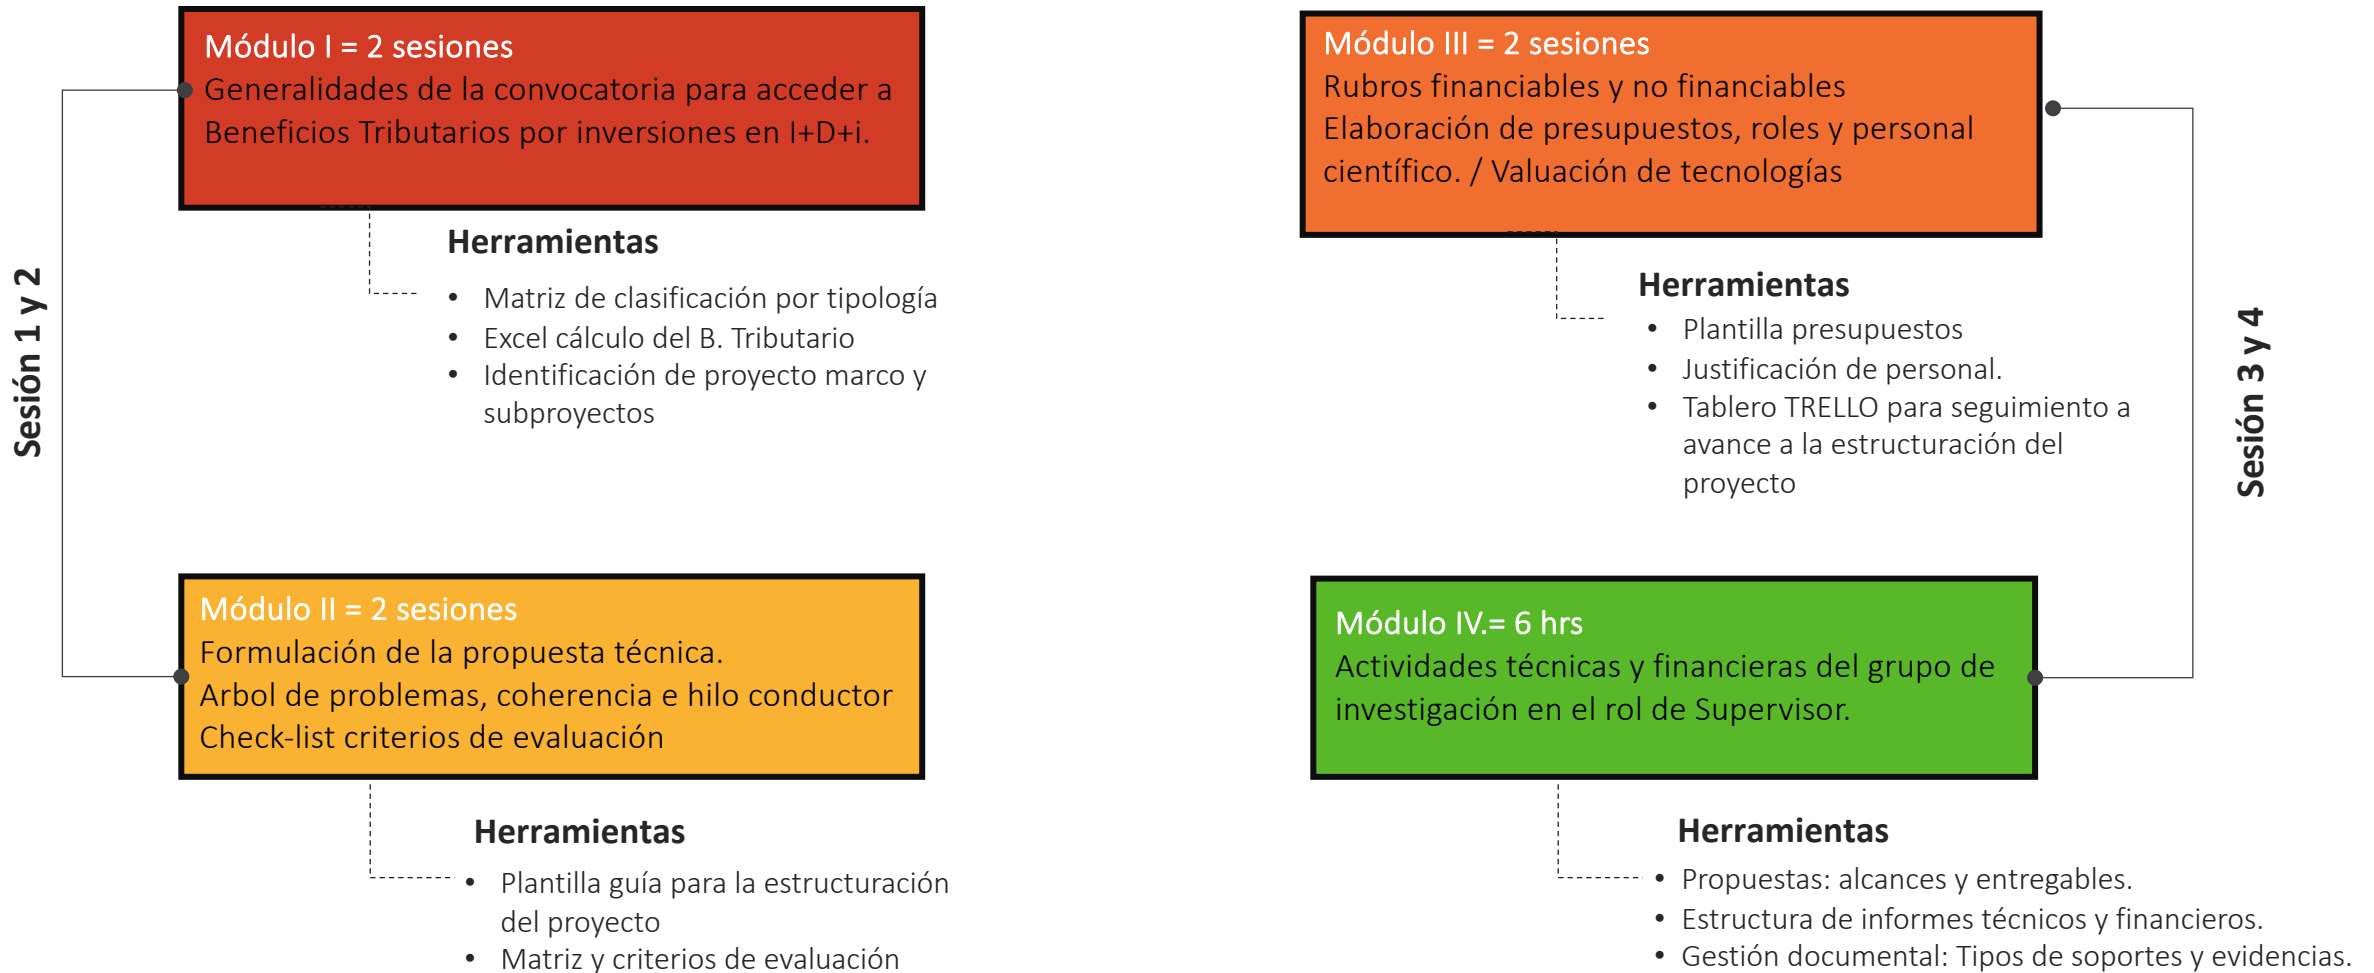 Sesión 1 y 2
Módulo I = 2 sesiones
Generalidades de la convocatoria para acceder a
Beneficios Tributarios por inversiones en I+D+i.
Herramientas
• Matriz de clasificación por tipología
• Excel cálculo del B. Tributario
• Identificación de proyecto marco y
subproyectos
Módulo II = 2 sesiones
Formulación de la propuesta técnica.
Arbol de problemas, coherencia e hilo conductor
Check-list criterios de evaluación
Herramientas
• Plantilla guía para la estructuración
del proyecto
• Matriz y criterios de evaluación
Módulo III = 2 sesiones
Rubros financiables y no financiables
Elaboración de presupuestos, roles y personal
científico. / Valuación de tecnologías
Herramientas
• Plantilla presupuestos
• Justificación de personal.
• Tablero TRELLO para seguimiento a
avance a la estructuración del
proyecto
Sesión 3 y 4
Módulo IV.= 6 hrs
Actividades técnicas y financieras del grupo de
investigación en el rol de Supervisor.
Herramientas
• Propuestas: alcances y entregables.
• Estructura de informes técnicos y financieros.
• Gestión documental: Tipos de soportes y evidencias.